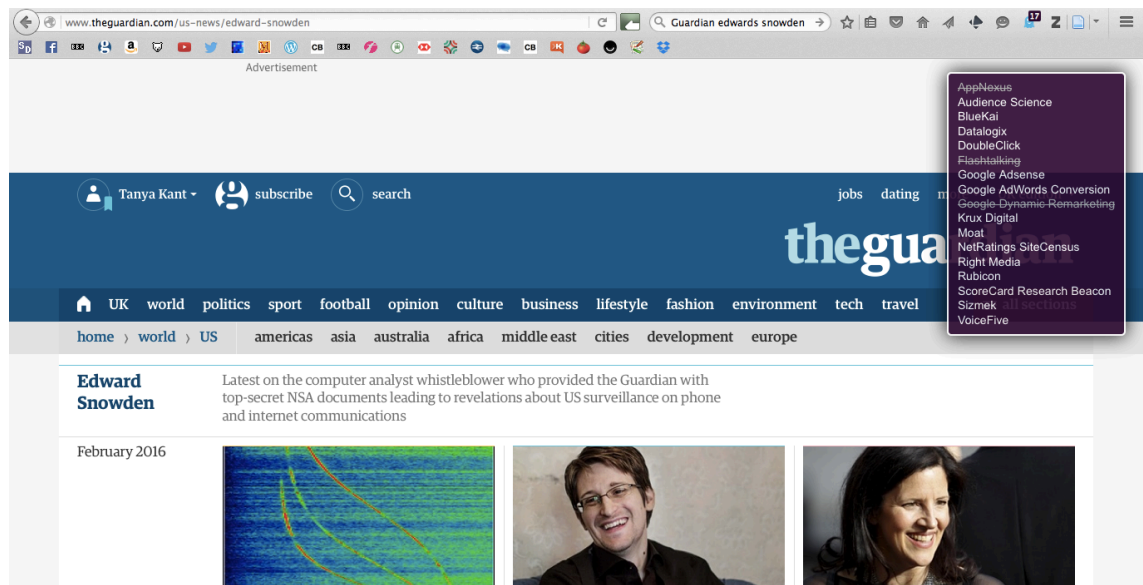 www.theguardian.com/us-news/edward-snowden
Guardian edwards snowden
17
Advertisement
AppNexus
Audience Science
BlueKai
Datalogix
DoubleClick
Flashtalking
Google Adsense
Google AdWords Conversion
Google Dynamic Remarketing
Krux Digital
Moat
NetRatings SiteCensus
Right Media
Rubicon
ScoreCard Research Beacon
Sizmek
VoiceFive
Tanya Kant subscribe search jobs dating
theguardian
UK world politics sport football opinion culture business lifestyle fashion environment tech travel all sections
home › world › US americas asia australia africa middle east cities development europe
Edward
Snowden
Latest on the computer analyst whistleblower who provided the Guardian with
top-secret NSA documents leading to revelations about US surveillance on phone
and internet communications
February 2016